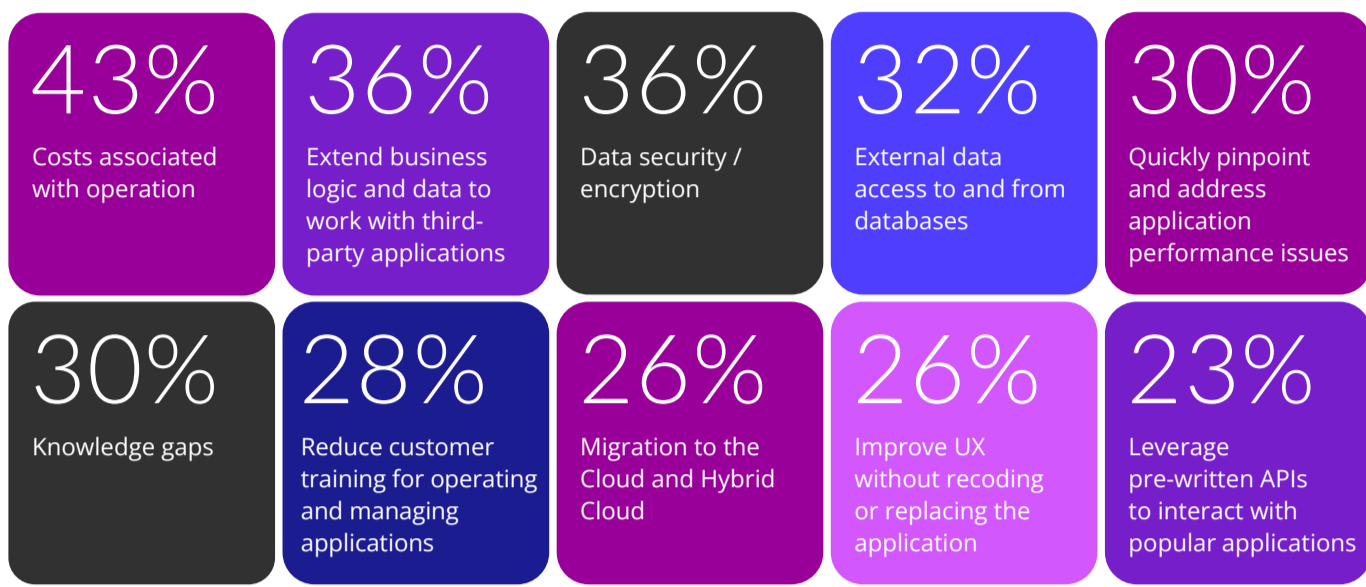 43%
Costs associated
with operation
36%
Extend business
logic and data to
work with third-
party applications
36%
Data security /
encryption
32%
External data
access to and from
databases
30%
Quickly pinpoint
and address
application
performance issues
30%
Knowledge gaps
28%
Reduce customer
training for operating
and managing
applications
26%
Migration to the
Cloud and Hybrid
Cloud
26%
Improve UX
without recoding
or replacing the
application
23%
Leverage
pre-written APIs
to interact with
popular applications